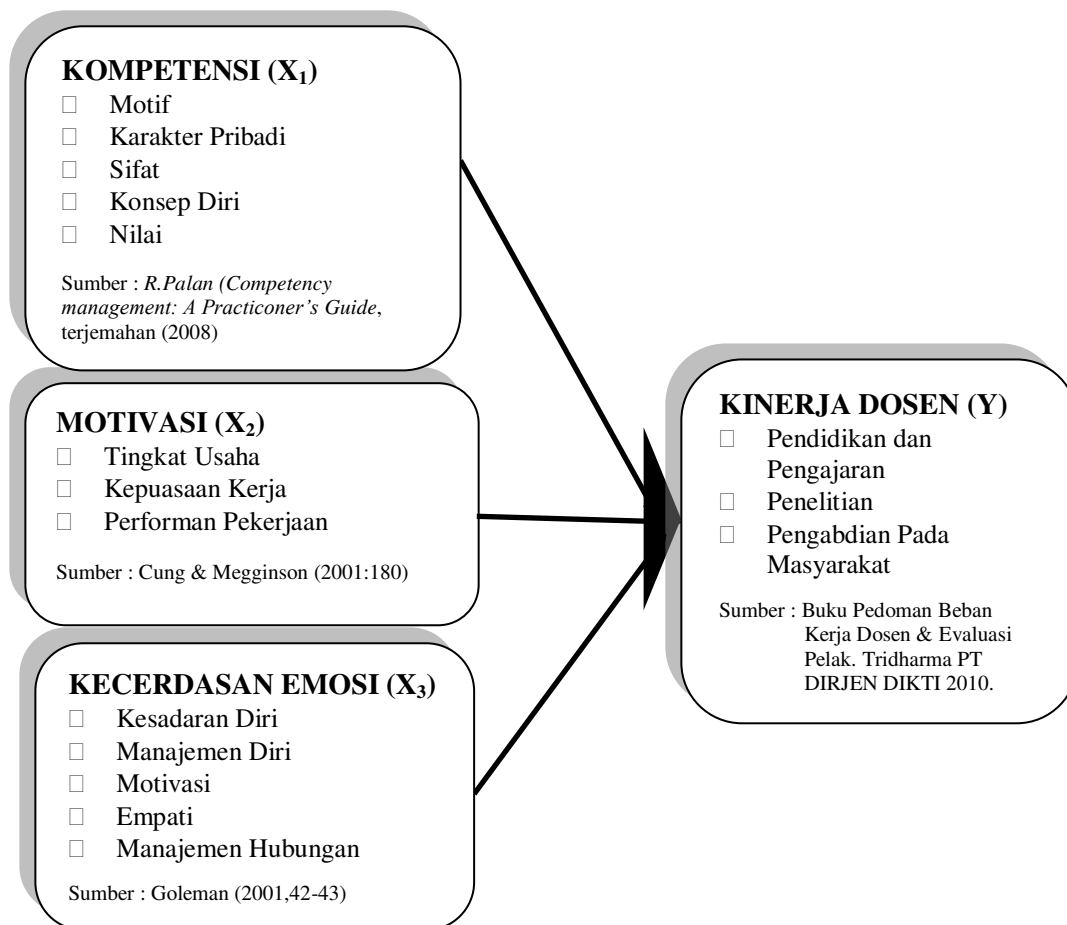 KOMPETENSI (X₁)
□ Motif
□ Karakter Pribadi
□ Sifat
□ Konsep Diri
□ Nilai
Sumber : R.Palan (Competency
management: A Practiconer’s Guide,
terjemahan (2008)
MOTIVASI (X₂)
□ Tingkat Usaha
□ Kepuasaan Kerja
□ Performan Pekerjaan
Sumber : Cung & Megginson (2001:180)
KECERDASAN EMOSI (X₃)
□ Kesadaran Diri
□ Manajemen Diri
□ Motivasi
□ Empati
□ Manajemen Hubungan
Sumber : Goleman (2001,42-43)
KINERJA DOSEN (Y)
□ Pendidikan dan
Pengajaran
□ Penelitian
□ Pengabdian Pada
Masyarakat
Sumber : Buku Pedoman Beban
Kerja Dosen & Evaluasi
Pelak. Tridharma PT
DIRJEN DIKTI 2010.